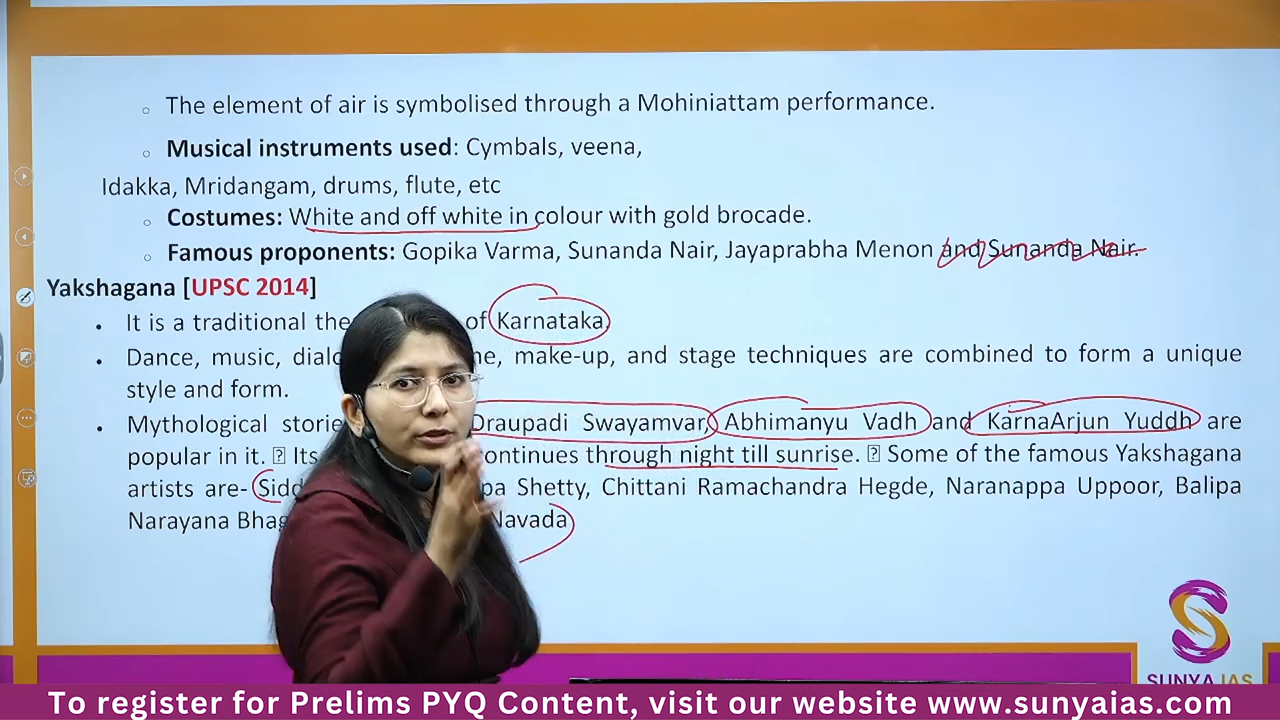 The element of air is symbolised through a Mohiniattam performance.
Musical instruments used: Cymbals, veena,
Idakka, Mridangam, drums, flute, etc
Costumes: White and off white in colour with gold brocade.
Famous proponents: Gopika Varma, Sunanda Nair, Jayaprabha Menon and Sunanda Nair.
Yakshagana [UPSC 2014]
It is a traditional of Karnataka.
Dance, music, make-up, and stage techniques are combined to form a unique
style and form.
Mythological Draupadi Swayamvar, Abhimanyu Vadh and KarnaArjun Yuddh are
popular in it. Its continues through night till sunrise. Some of the famous Yakshagana
artists are- Shetty, Chittani Ramachandra Hegde, Naranappa Uppoor, Balipa
Narayana Navada
SUNYA IAS
To register for Prelims PYQ Content, visit our website www.sunyaias.com